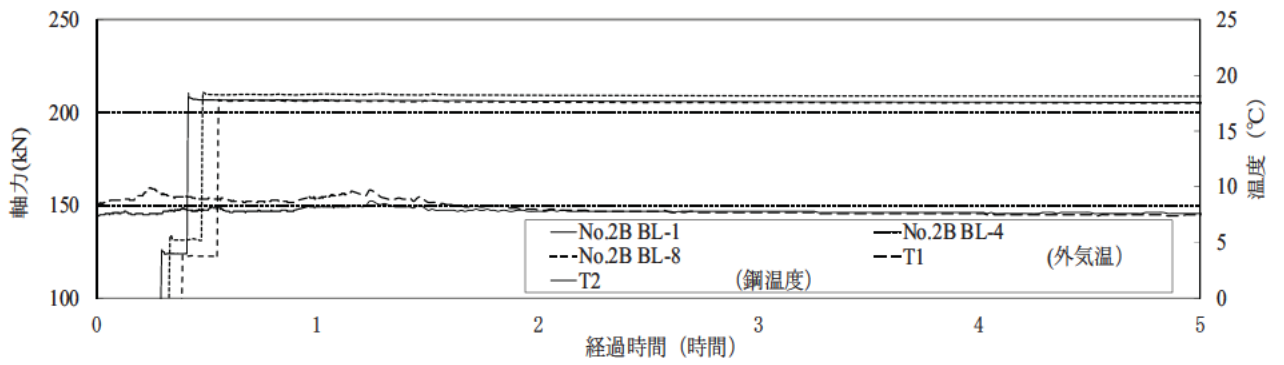 250
200
150
100
軸力(kN)
25
20
15
10
5
0
温度 (℃)
No.2B BL-1
No.2B BL-4
No.2B BL-8
T1 (外気温)
T2 (鋼温度)
0 1 2 3 4 5
経過時間 (時間)